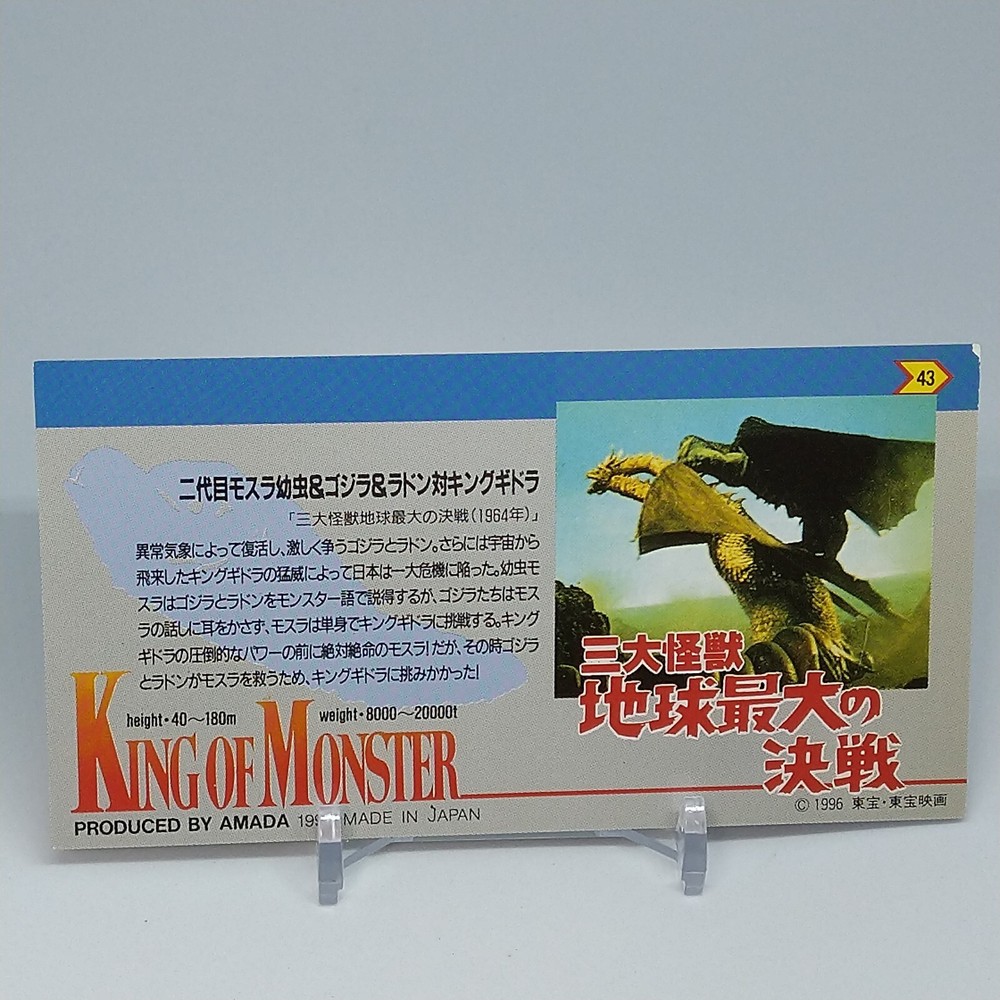 43
二代目モスラ幼虫&ゴジラ&ラドン対キングギドラ
「三大怪獣地球最大の決戦(1964年)」
異常気象によって復活し、激しく争うゴジラとラドン。さらには宇宙から
飛来したキングギドラの猛威によって日本は一大危機に陥った。幼虫モ
スラはゴジラとラドンをモンスター語で説得するが、ゴジラたちはモス
ラの話しに耳をかさず、モスラは単身でキングギドラに挑戦する。キング
ギドラの圧倒的なパワーの前に絶対絶命のモスラ!だが、その時ゴジラ
とラドンがモスラを救うため、キングギドラに挑みかかった!
height・40〜180m weight・8000〜20000t
KING OF MONSTER
PRODUCED BY AMADA MADE IN JAPAN
三大怪獣
地球最大の
決戦
© 1996 東宝・東宝映画